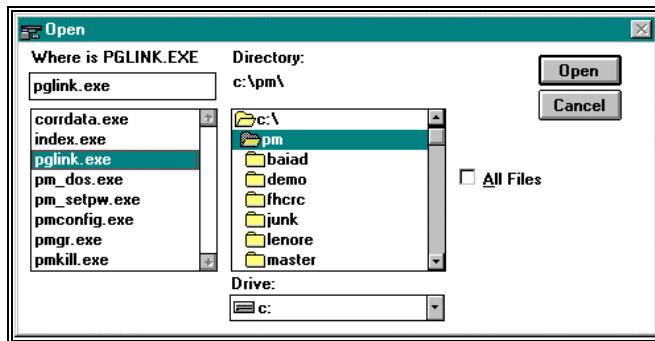 Open
Where is PGLINK.EXE
pglink.exe
corrdata.exe
index.exe
pglink.exe
pm_dos.exe
pm_setpw.exe
pmconfig.exe
pmgr.exe
pmkill.exe
Directory:
c:\pm\
c:\
pm
baiad
demo
fhcrc
junk
lenore
master
Drive:
c:
Open
Cancel
All Files